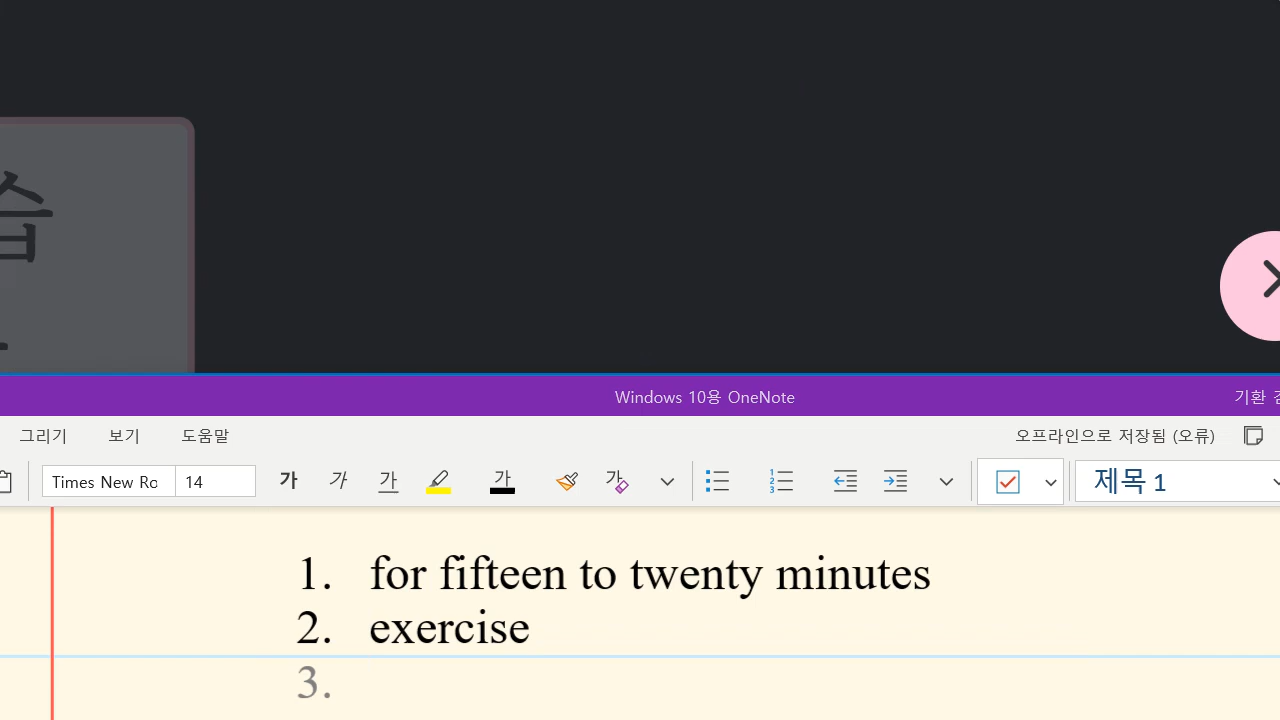 습
Windows 10용 OneNote
기환
그리기 보기 도움말 오프라인으로 저장됨 (오류)
Times New Ro 14 가 가 가 가 가 제목 1
1. for fifteen to twenty minutes
2. exercise
3.